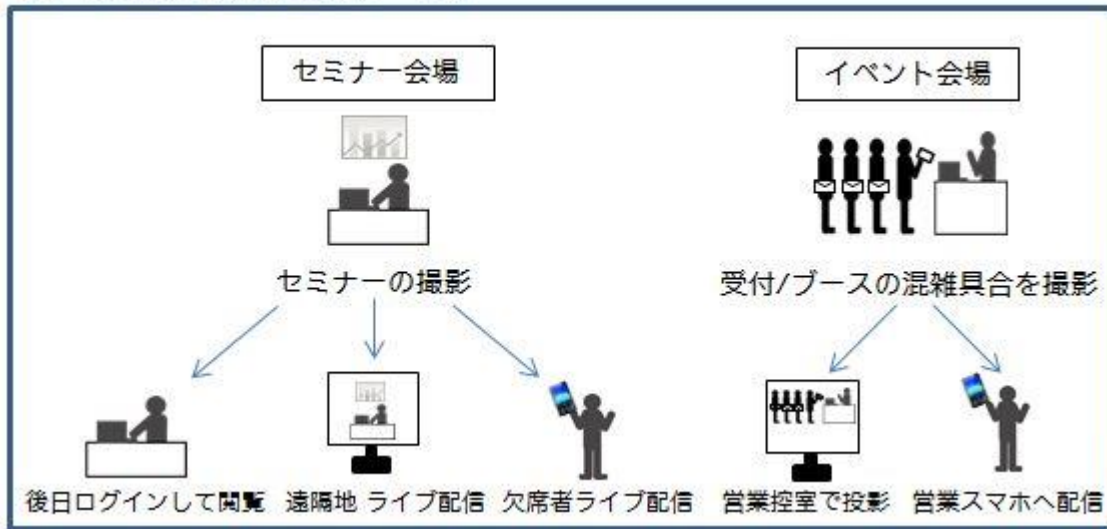 セミナー会場
イベント会場
セミナーの撮影
受付/ブースの混雑具合を撮影
後日ログインして閲覧
遠隔地 ライブ配信
欠席者ライブ配信
営業控室で投影
営業スマホへ配信